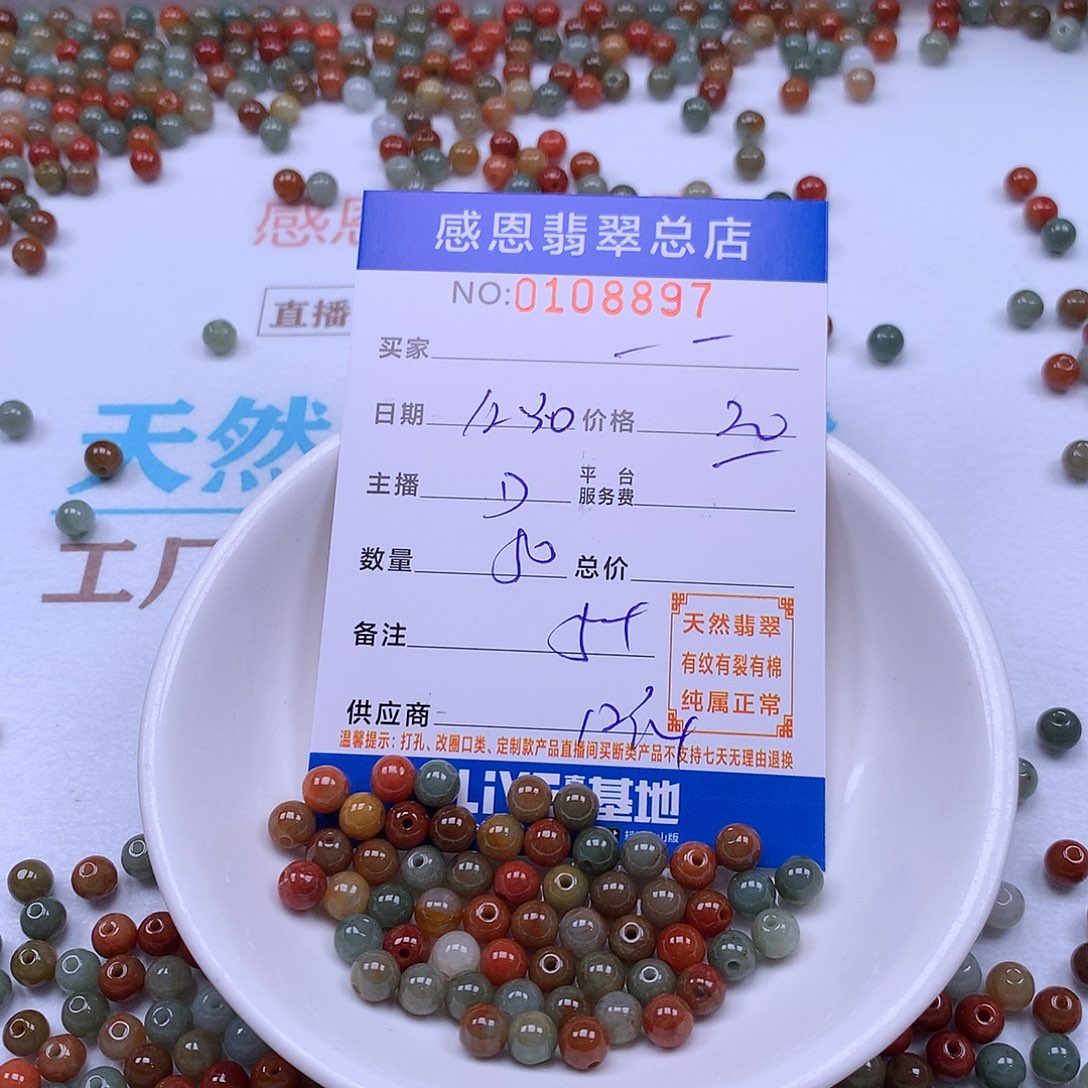 感恩翡翠总店
NO:0108897
感恩
直播
买家
日期 12.30 价格 20
天然
主播 D 平台服务费
工厂
数量 50 总价
备注
天然翡翠
有纹有裂有棉
纯属正常
供应商
温馨提示：打孔、改圈口类、定制款产品直播间买断类产品不支持七天无理由退换
LiVE 基地